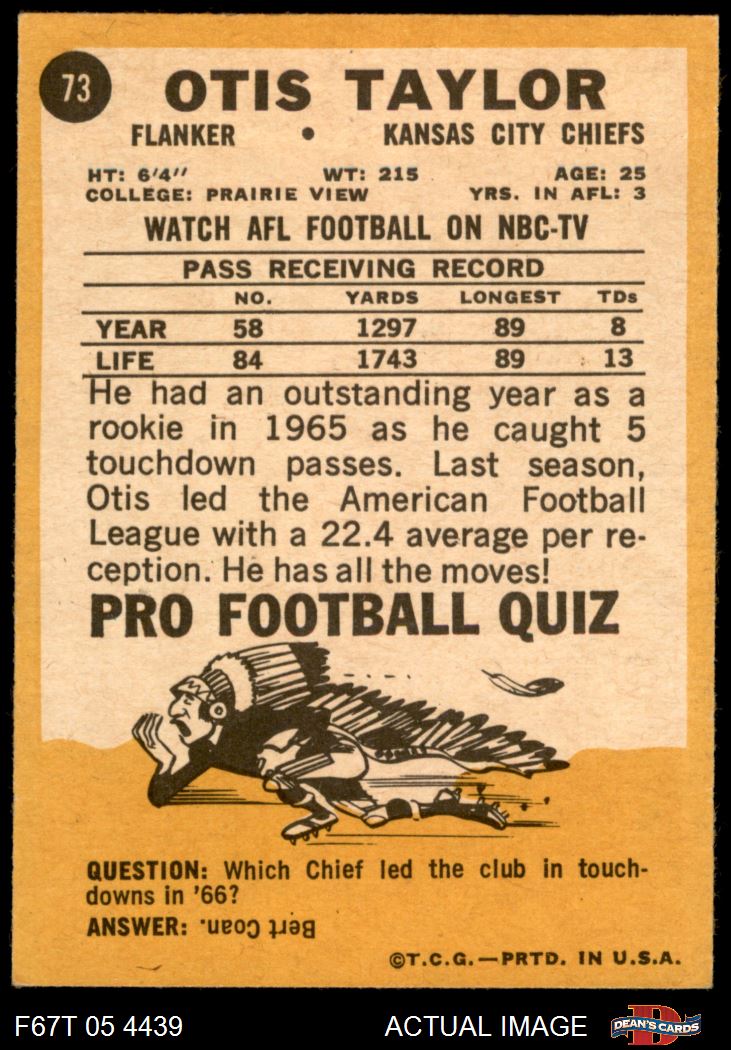 73
OTIS TAYLOR
FLANKER • KANSAS CITY CHIEFS
HT: 6'4" WT: 215 AGE: 25
COLLEGE: PRAIRIE VIEW YRS. IN AFL: 3
WATCH AFL FOOTBALL ON NBC-TV
PASS RECEIVING RECORD
NO. YARDS LONGEST TDs
YEAR 58 1297 89 8
LIFE 84 1743 89 13
He had an outstanding year as a
rookie in 1965 as he caught 5
touchdown passes. Last season,
Otis led the American Football
League with a 22.4 average per re-
ception. He has all the moves!
PRO FOOTBALL QUIZ
QUESTION: Which Chief led the club in touch-
downs in '66?
ANSWER: Bert Coan.
©T.C.G.—PRTD. IN U.S.A.
F67T 05 4439 ACTUAL IMAGE D DEAN'S CARDS